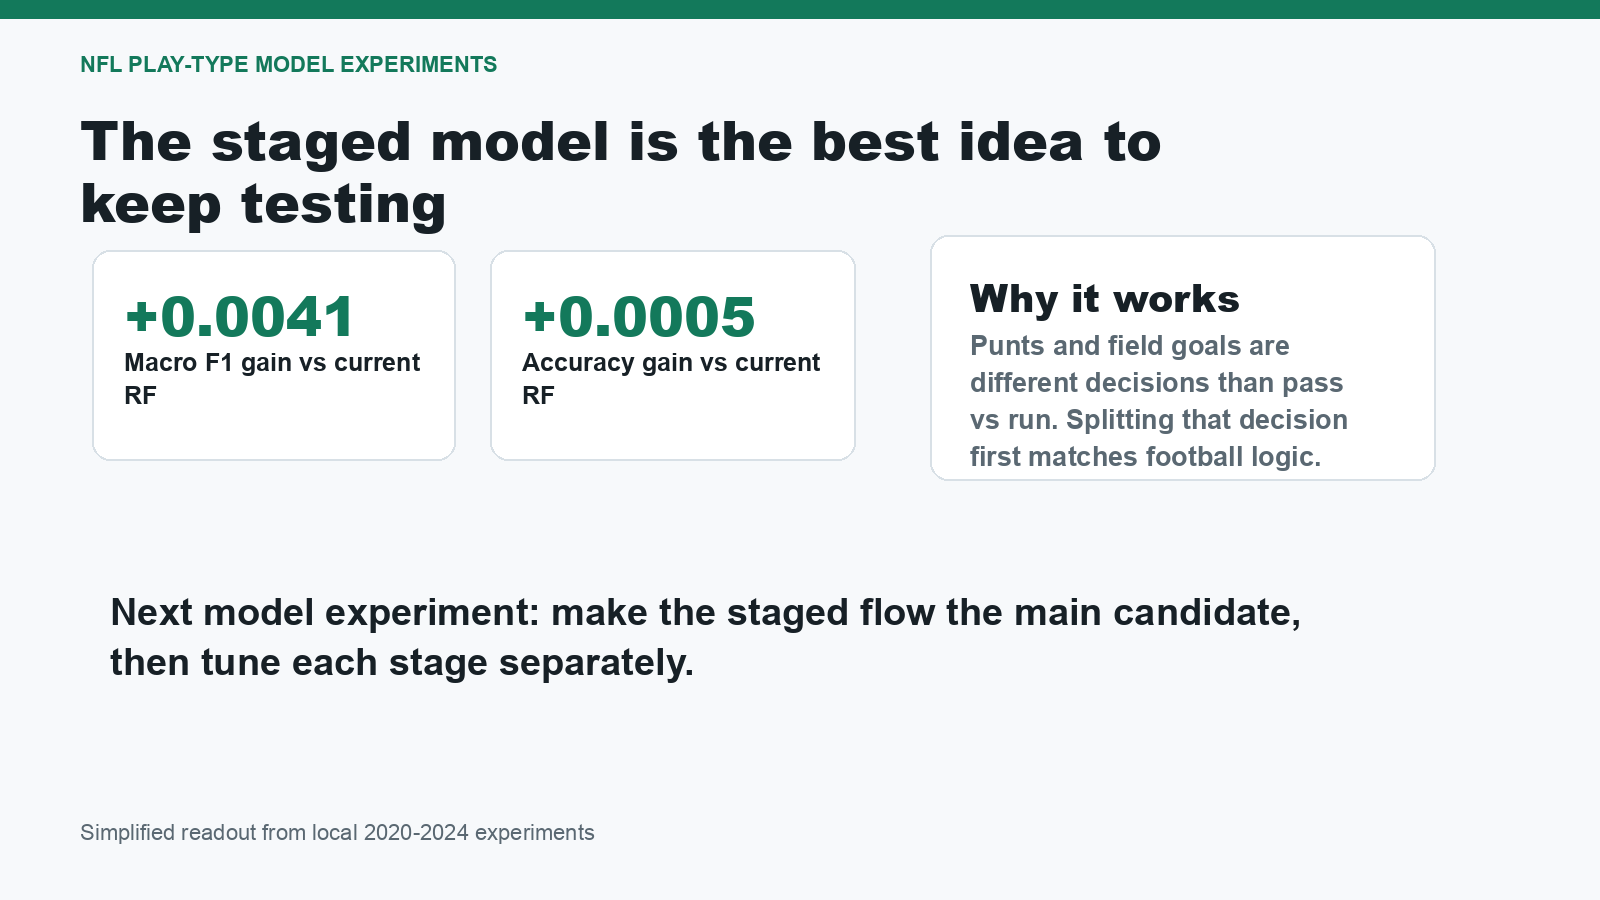 NFL PLAY-TYPE MODEL EXPERIMENTS
The staged model is the best idea to
keep testing
+0.0041
Macro F1 gain vs current
RF
+0.0005
Accuracy gain vs current
RF
Why it works
Punts and field goals are
different decisions than pass
vs run. Splitting that decision
first matches football logic.
Next model experiment: make the staged flow the main candidate,
then tune each stage separately.
Simplified readout from local 2020-2024 experiments